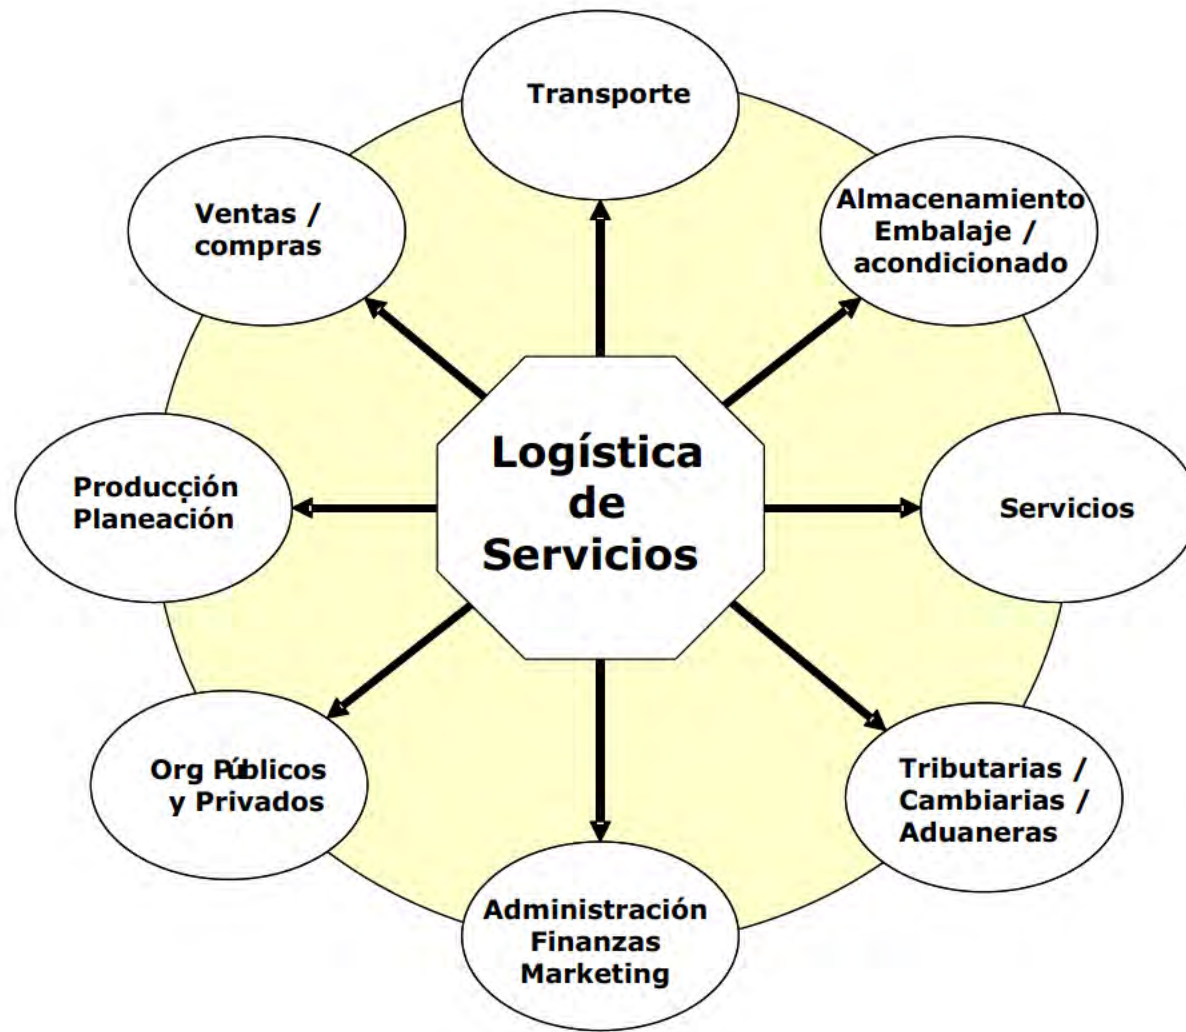 Transporte
Ventas /
compras
Almacenamiento
Embalaje /
acondicionado
Logística
de
Servicios
Producción
Planeación
Servicios
Org Públicos
y Privados
Tributarias /
Cambiarias /
Aduaneras
Administración
Finanzas
Marketing